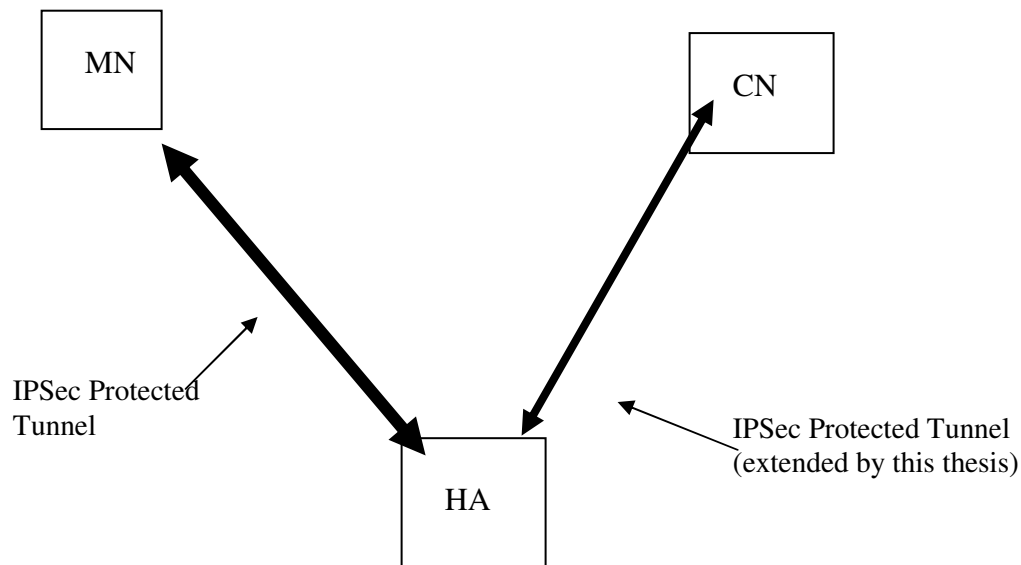 MN
CN
IPSec Protected
Tunnel
IPSec Protected Tunnel
(extended by this thesis)
HA